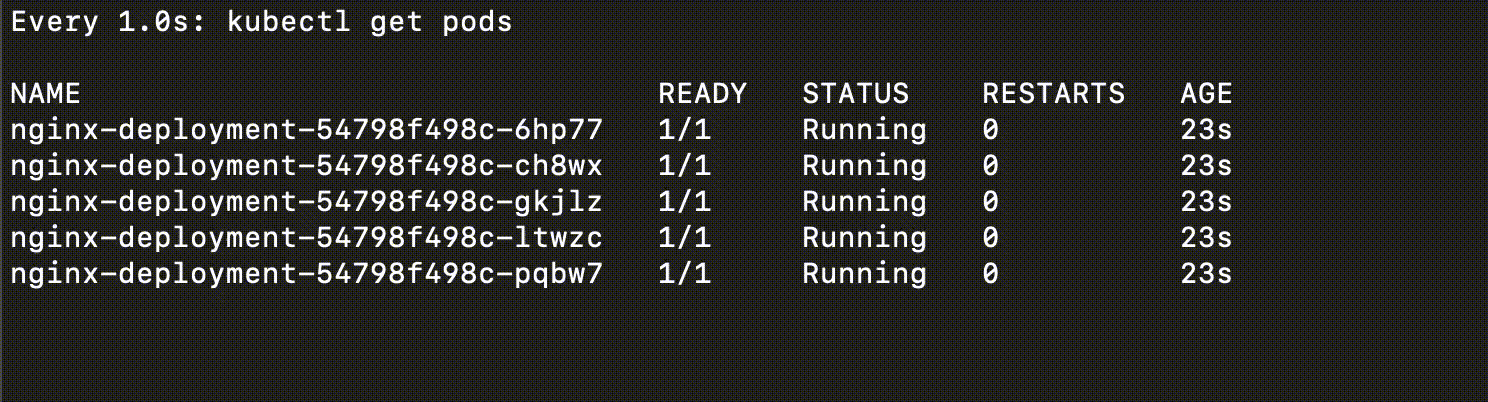 Every 1.0s: kubectl get pods
NAME READY STATUS RESTARTS AGE
nginx-deployment-54798f498c-6hp77 1/1 Running 0 23s
nginx-deployment-54798f498c-ch8wx 1/1 Running 0 23s
nginx-deployment-54798f498c-gkjlz 1/1 Running 0 23s
nginx-deployment-54798f498c-ltwzc 1/1 Running 0 23s
nginx-deployment-54798f498c-pqbw7 1/1 Running 0 23s